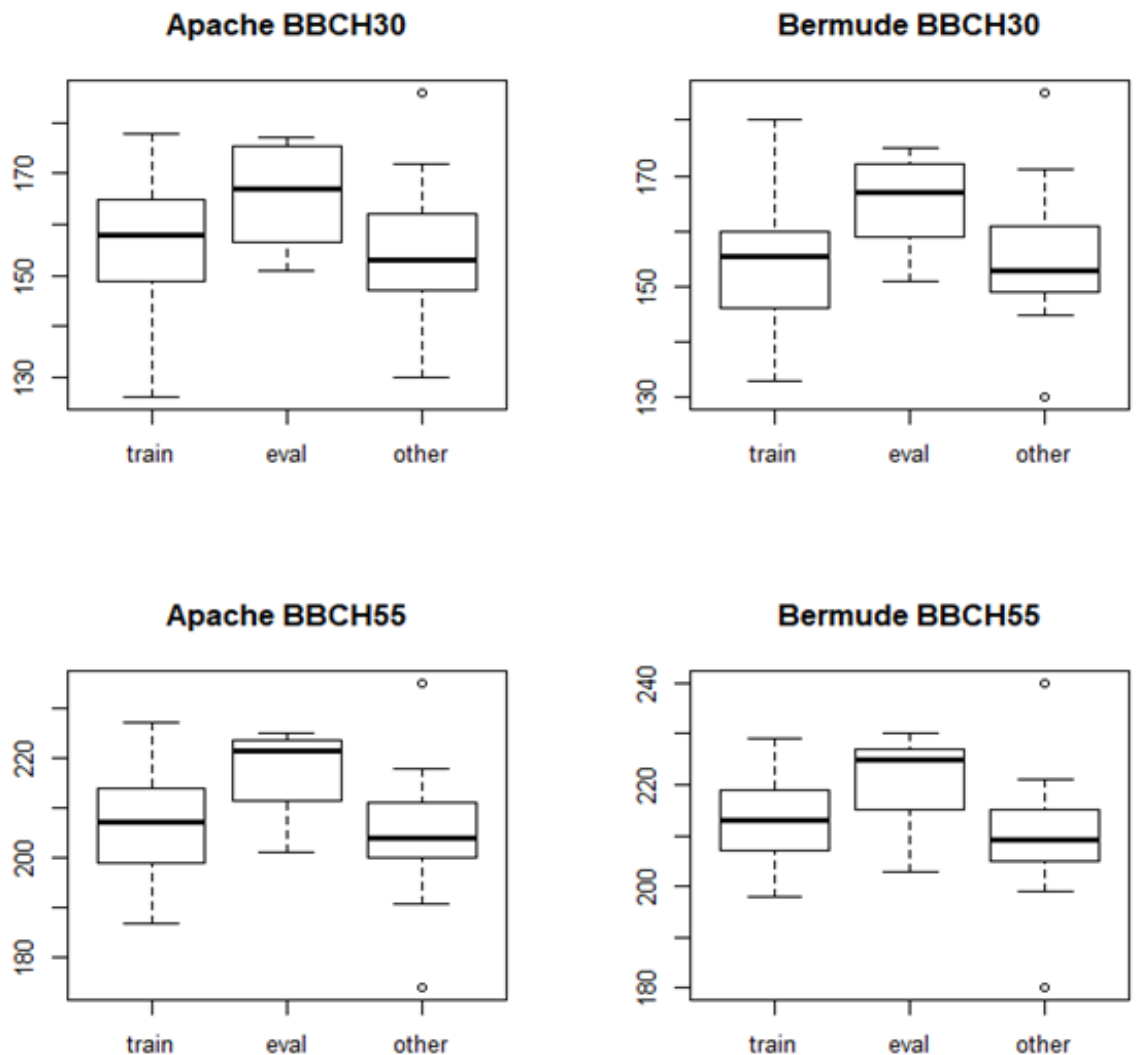 Apache BBCH30
170
150
130
train eval other
Bermude BBCH30
170
150
130
train eval other
Apache BBCH55
220
200
180
train eval other
Bermude BBCH55
240
220
200
180
train eval other